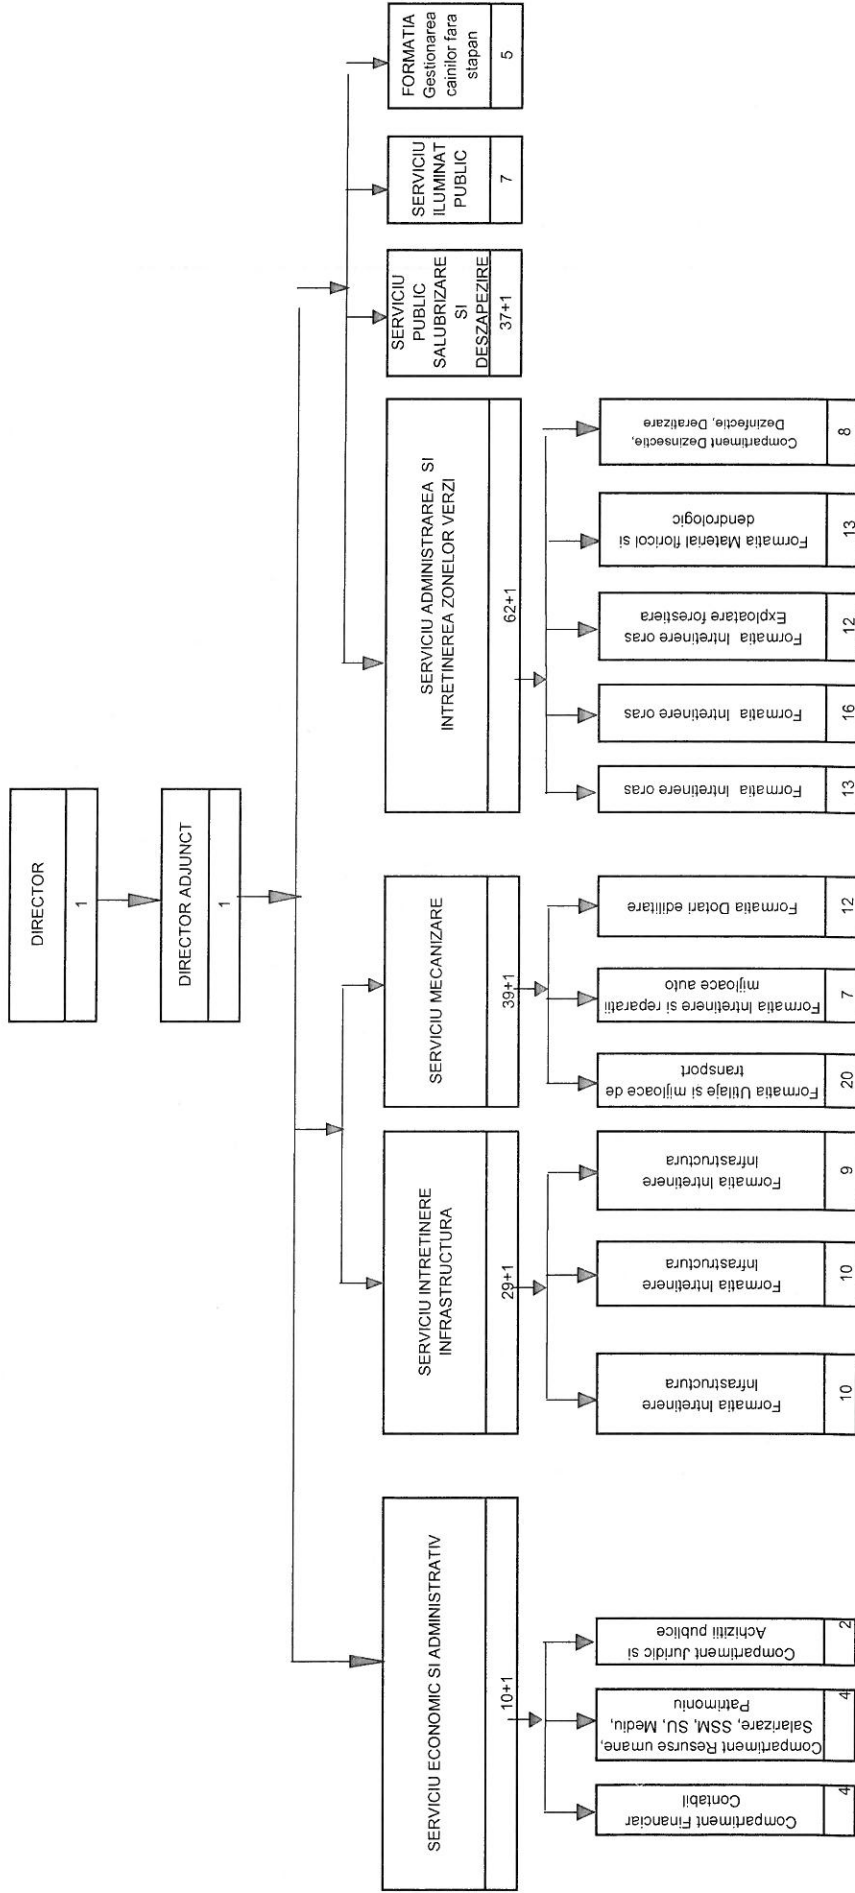 DIRECTOR
1
DIRECTOR ADJUNCT
1
SERVICIU ECONOMIC SI ADMINISTRATIV
10+1
SERVICIU INTRETINERE
INFRASTRUCTURA
29+1
SERVICIU MECANIZARE
39+1
SERVICIU ADMINISTRAREA SI
INTRETINEREA ZONELOR VERZI
62+1
SERVICIU
PUBLIC
SALUBRIZARE
SI
DESZAPEZIRE
37+1
SERVICIU
ILUMINAT
PUBLIC
7
FORMATIA
Gestionarea
cainilor fara
stapan
5
Compartiment Financiar
Contabil
4
Compartiment Resurse umane,
Salarizare, SSM, SU, Mediu,
Patrimoniu
4
Compartiment Juridic si
Achizitii publice
2
Formatia Intretinere
Infrastructura
10
Formatia Intretinere
Infrastructura
10
Formatia Intretinere
Infrastructura
9
Formatia Utilaje si mijloace de
transport
20
Formatia Intretinere si reparatii
mijloace auto
7
Formatia Dotari edilitare
12
Formatia Intretinere oras
13
Formatia Intretinere oras
16
Formatia Intretinere oras
Exploatare forestiera
12
Formatia Material floricol si
dendrologic
13
Compartiment Dezinsectie,
Dezinfectie, Deratizare
8